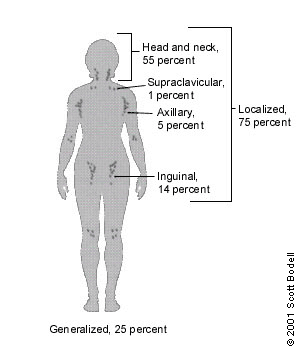 Head and neck,
55 percent
Supraclavicular,
1 percent
Axillary,
5 percent
Localized,
75 percent
Inguinal,
14 percent
Generalized, 25 percent
© 2001 Scott Bodell